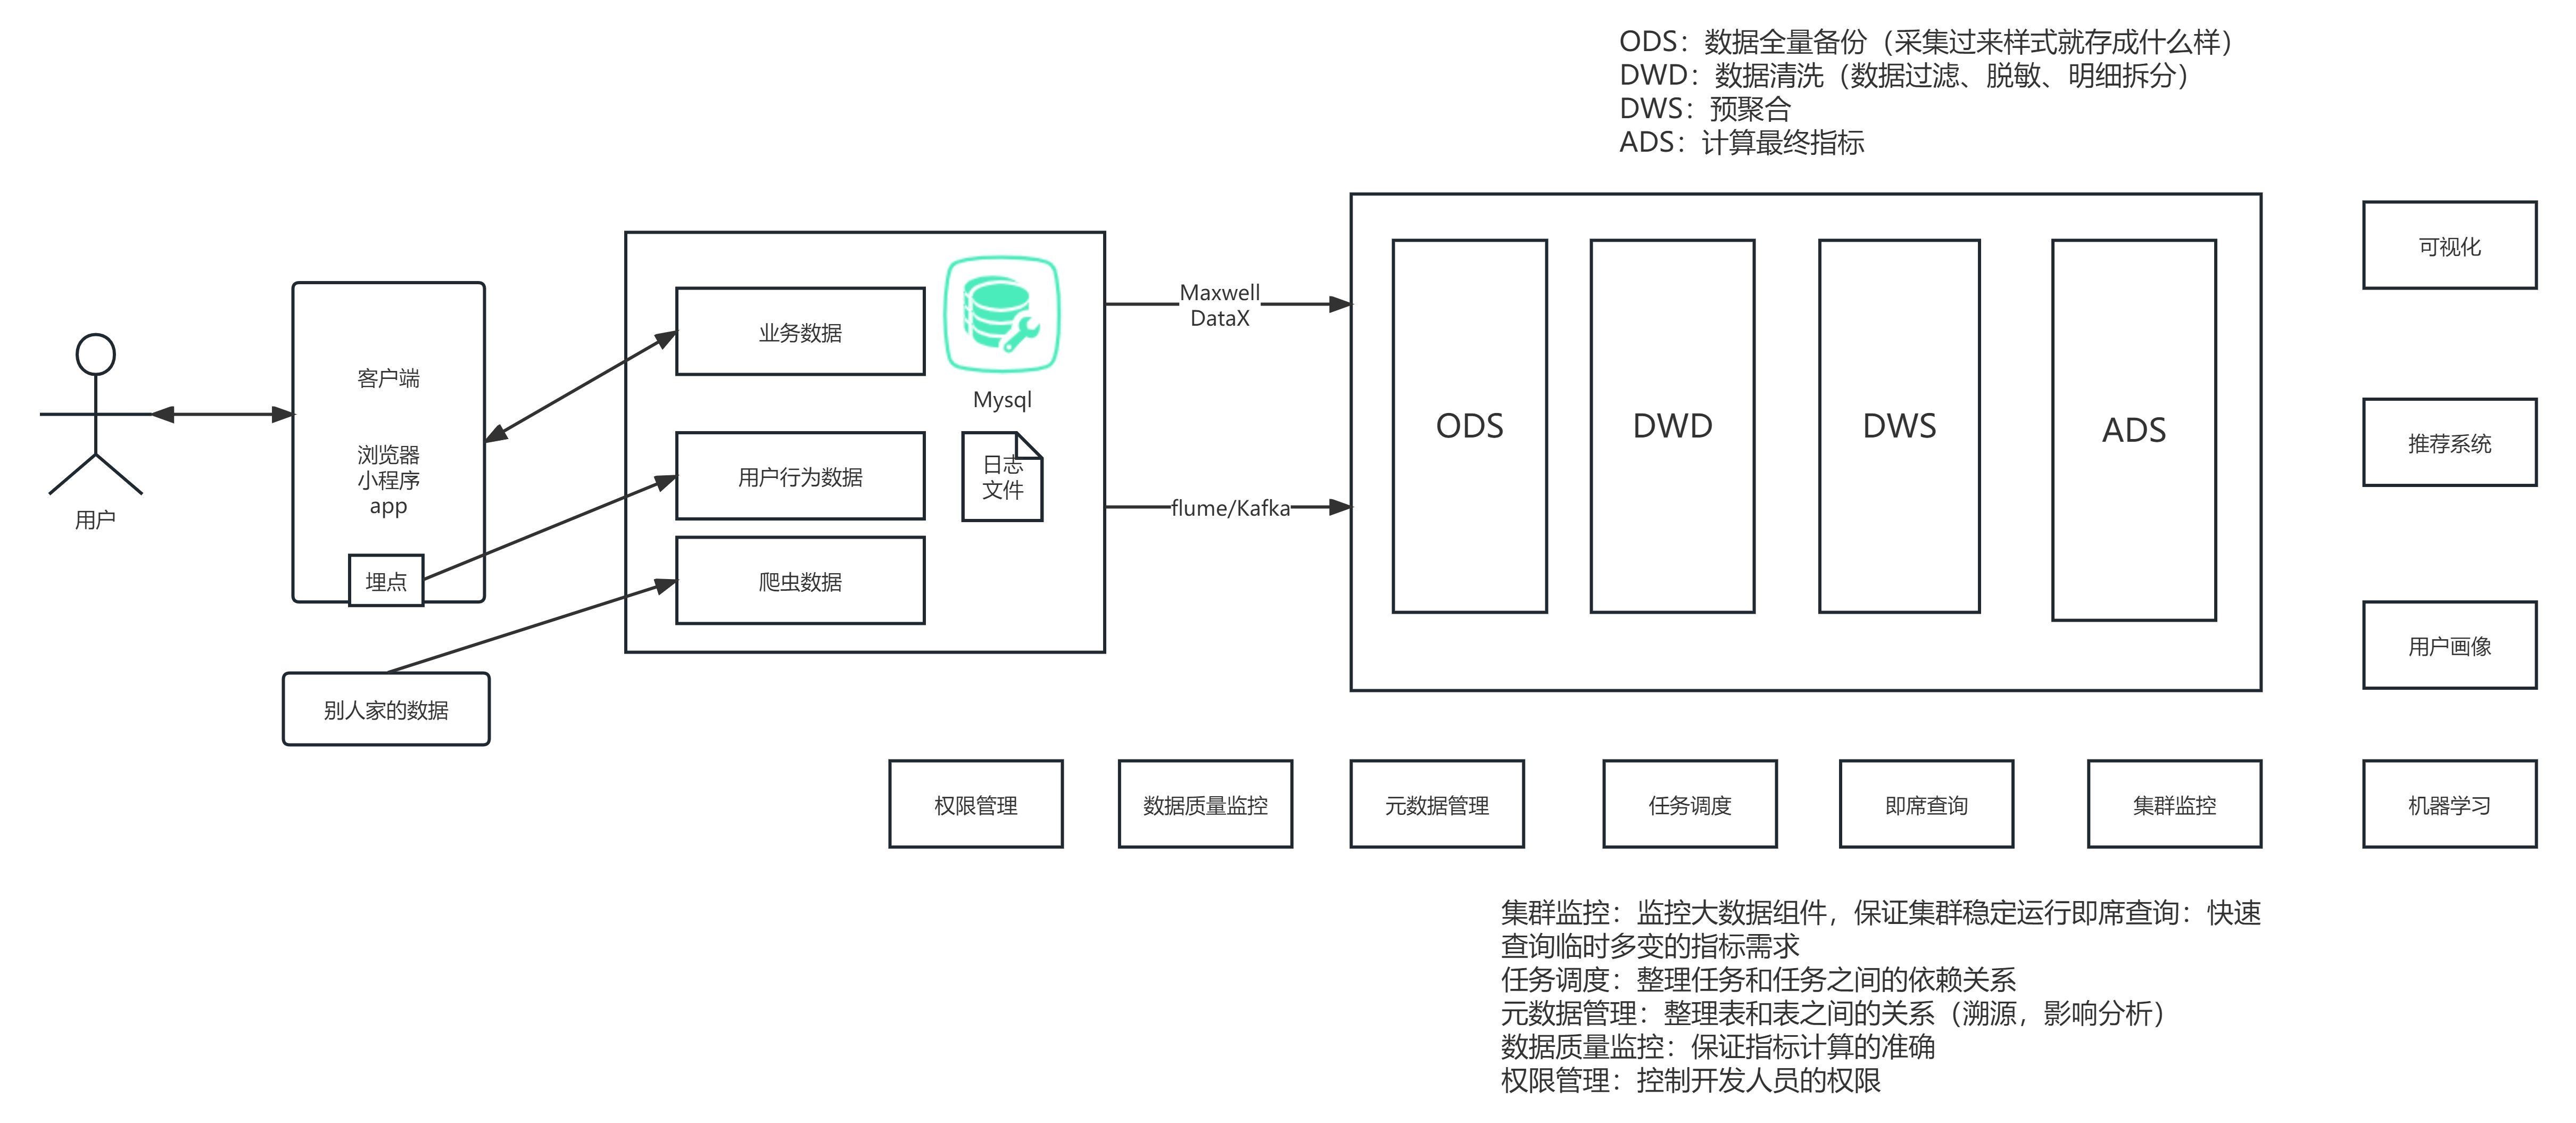 ODS：数据全量备份（采集过来样式就存成什么样）
DWD：数据清洗（数据过滤、脱敏、明细拆分）
DWS：预聚合
ADS：计算最终指标
用户
客户端
浏览器
小程序
app
埋点
别人家的数据
业务数据
用户行为数据
爬虫数据
Mysql
日志
文件
Maxwell
DataX
flume/Kafka
ODS
DWD
DWS
ADS
可视化
推荐系统
用户画像
权限管理
数据质量监控
元数据管理
任务调度
即席查询
集群监控
机器学习
集群监控：监控大数据组件，保证集群稳定运行即席查询：快速
查询临时多变的指标需求
任务调度：整理任务和任务之间的依赖关系
元数据管理：整理表和表之间的关系（溯源，影响分析）
数据质量监控：保证指标计算的准确
权限管理：控制开发人员的权限